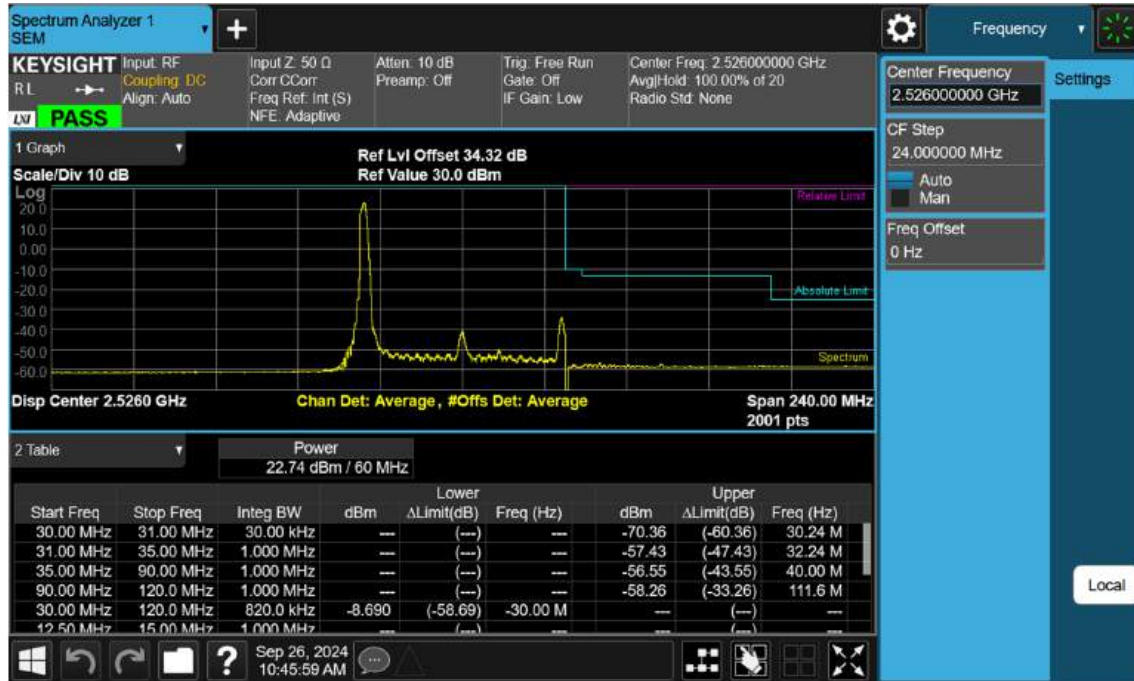 Spectrum Analyzer 1
SEM
Frequency
KEYSIGHT
RL
LXI PASS
Input: RF
Coupling: DC
Align: Auto
Input Z: 50 Ω
Corr CCorr
Freq Ref: Int (S)
NFE: Adaptive
Atten: 10 dB
Preamp: Off
Trig: Free Run
Gate: Off
IF Gain: Low
Center Freq: 2.526000000 GHz
Avg|Hold: 100.00% of 20
Radio Std: None
Center Frequency
2.526000000 GHz
Settings
CF Step
24.000000 MHz
Auto
Man
Freq Offset
0 Hz
Local
1 Graph
Scale/Div 10 dB
Ref Lvl Offset 34.32 dB
Ref Value 30.0 dBm
Log
20.0
10.0
0.00
-10.0
-20.0
-30.0
-40.0
-50.0
-60.0
Relative Limit
Absolute Limit
Spectrum
Disp Center 2.5260 GHz
Chan Det: Average, #Offs Det: Average
Span 240.00 MHz
2001 pts
2 Table
Power
22.74 dBm / 60 MHz
Lower Upper
Start Freq Stop Freq Integ BW dBm ΔLimit(dB) Freq (Hz) dBm ΔLimit(dB) Freq (Hz)
30.00 MHz 31.00 MHz 30.00 kHz --- (---) --- -70.36 (-60.36) 30.24 M
31.00 MHz 35.00 MHz 1.000 MHz --- (---) --- -57.43 (-47.43) 32.24 M
35.00 MHz 90.00 MHz 1.000 MHz --- (---) --- -56.55 (-43.55) 40.00 M
90.00 MHz 120.0 MHz 1.000 MHz --- (---) --- -58.26 (-33.26) 111.6 M
30.00 MHz 120.0 MHz 820.0 kHz -8.690 (-58.69) -30.00 M --- (---) ---
12.50 MHz 15.00 MHz 1.000 MHz --- (---) --- --- (---) ---
?
Sep 26, 2024
10:45:59 AM